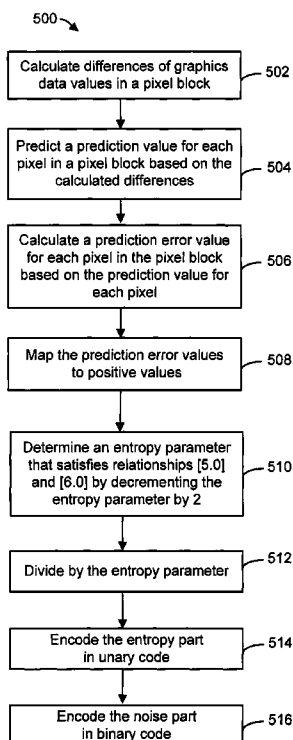 500
Calculate differences of graphics
data values in a pixel block
502
Predict a prediction value for each
pixel in a pixel block based on the
calculated differences
504
Calculate a prediction error value
for each pixel in the pixel block
based on the prediction value for
each pixel
506
Map the prediction error values
to positive values
508
Determine an entropy parameter
that satisfies relationships [5.0]
and [6.0] by decrementing the
entropy parameter by 2
510
Divide by the entropy parameter
512
Encode the entropy part
in unary code
514
Encode the noise part
in binary code
516